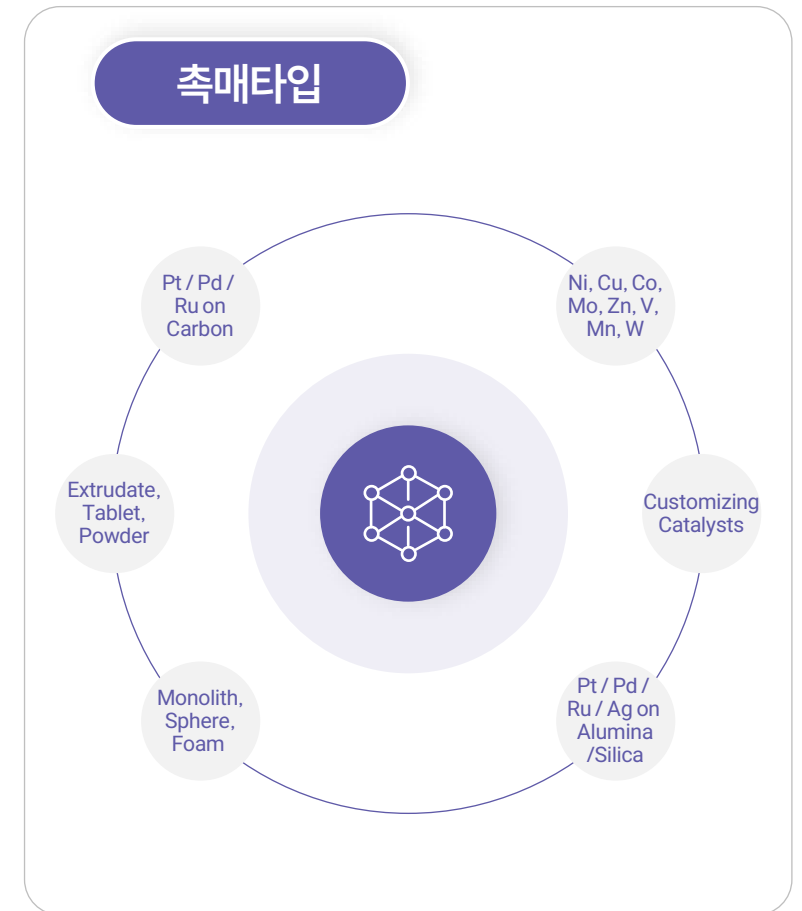 촉매타입
Pt / Pd /
Ru on
Carbon
Ni, Cu, Co,
Mo, Zn, V,
Mn, W
Extrudate,
Tablet,
Powder
Customizing
Catalysts
Monolith,
Sphere,
Foam
Pt / Pd /
Ru / Ag on
Alumina
/Silica